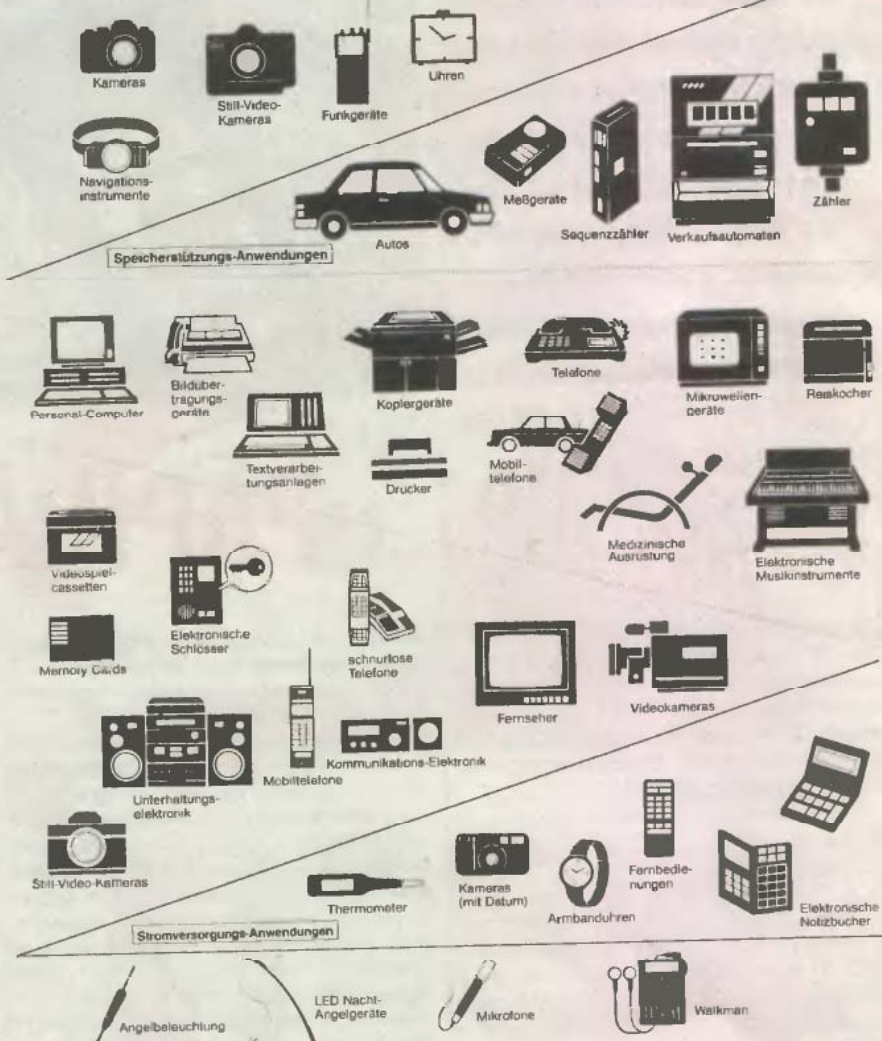 Kameras
Still-Video-
Kameras
Funkgeräte
Uhren
Navigations-
instrumente
Autos
Meßgeräte
Sequenzzähler
Verkaufsautomaten
Zähler
Speicherstützungs-Anwendungen
Personal-Computer
Bildüber-
tragungs-
geräte
Textverarbei-
tungsanlagen
Kopiergeräte
Drucker
Telefone
Mobil-
telefone
Mikrowellen-
geräte
Reiskocher
Medizinische
Ausrüstung
Elektronische
Musikinstrumente
Videospiel-
cassetten
Elektronische
Schlösser
Memory Cards
schnurlose
Telefone
Fernseher
Videokameras
Unterhaltungs-
elektronik
Mobiltelefone
Kommunikations-Elektronik
Still-Video-Kameras
Thermometer
Kameras
(mit Datum)
Armbanduhren
Fernbedie-
nungen
Elektronische
Notizbücher
Stromversorgungs-Anwendungen
Angelbeleuchtung
LED Nacht-
Angelgeräte
Mikrofone
Walkman